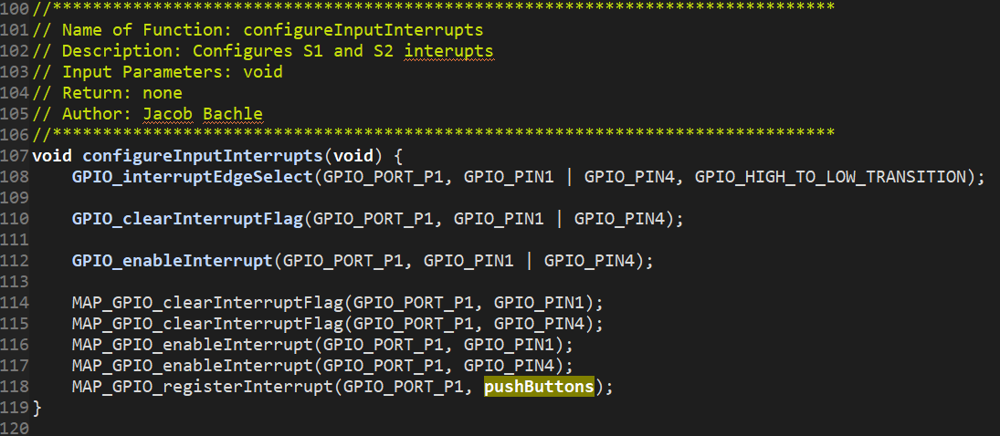 100 //******************************************************************************
101 // Name of Function: configureInputInterrupts
102 // Description: Configures S1 and S2 interupts
103 // Input Parameters: void
104 // Return: none
105 // Author: Jacob Bachle
106 //******************************************************************************
107 void configureInputInterrupts(void) {
108     GPIO_interruptEdgeSelect(GPIO_PORT_P1, GPIO_PIN1 | GPIO_PIN4, GPIO_HIGH_TO_LOW_TRANSITION);
109
110     GPIO_clearInterruptFlag(GPIO_PORT_P1, GPIO_PIN1 | GPIO_PIN4);
111
112     GPIO_enableInterrupt(GPIO_PORT_P1, GPIO_PIN1 | GPIO_PIN4);
113
114     MAP_GPIO_clearInterruptFlag(GPIO_PORT_P1, GPIO_PIN1);
115     MAP_GPIO_clearInterruptFlag(GPIO_PORT_P1, GPIO_PIN4);
116     MAP_GPIO_enableInterrupt(GPIO_PORT_P1, GPIO_PIN1);
117     MAP_GPIO_enableInterrupt(GPIO_PORT_P1, GPIO_PIN4);
118     MAP_GPIO_registerInterrupt(GPIO_PORT_P1, pushButtons);
119 }
120